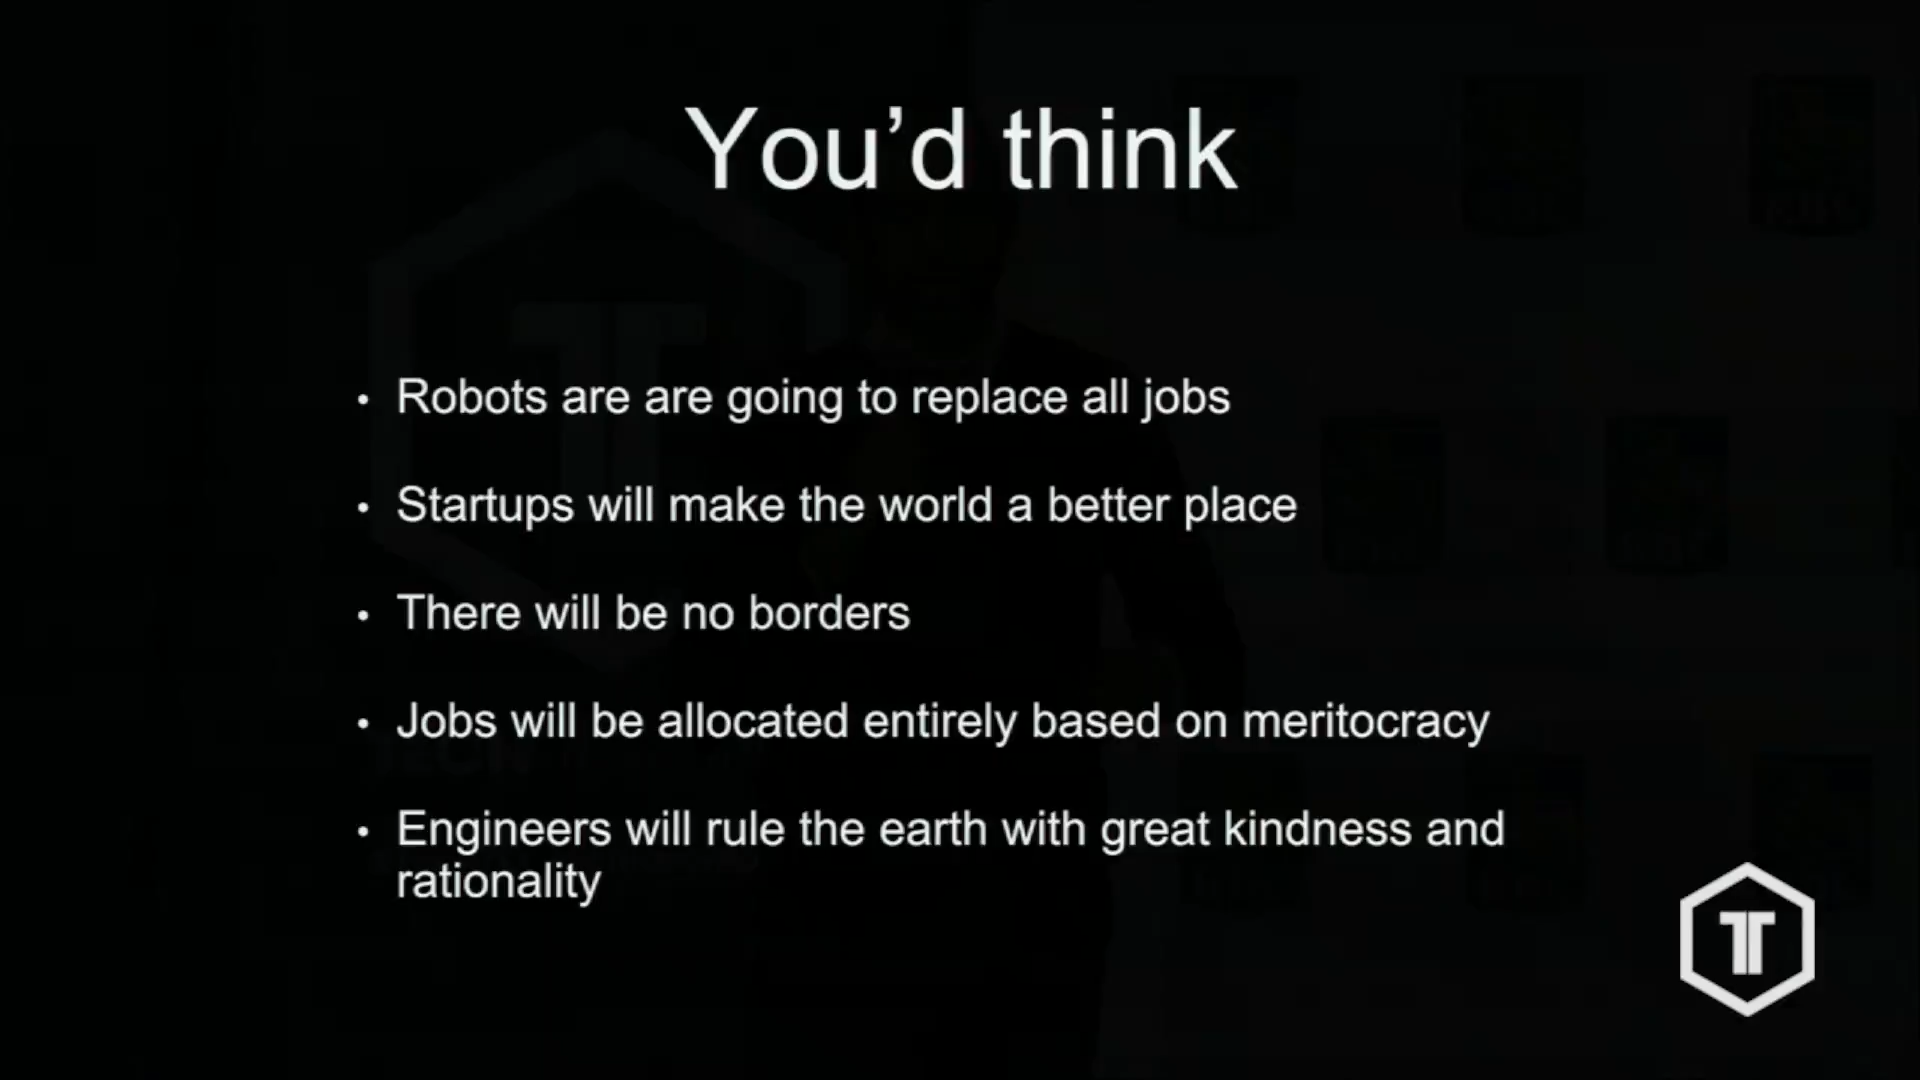 You'd think
• Robots are are going to replace all jobs
• Startups will make the world a better place
• There will be no borders
• Jobs will be allocated entirely based on meritocracy
• Engineers will rule the earth with great kindness and
rationality